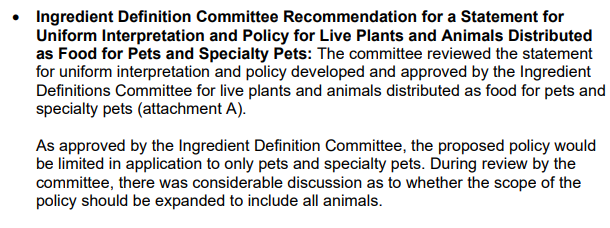 • Ingredient Definition Committee Recommendation for a Statement for
Uniform Interpretation and Policy for Live Plants and Animals Distributed
as Food for Pets and Specialty Pets: The committee reviewed the statement
for uniform interpretation and policy developed and approved by the Ingredient
Definitions Committee for live plants and animals distributed as food for pets and
specialty pets (attachment A).
As approved by the Ingredient Definition Committee, the proposed policy would
be limited in application to only pets and specialty pets. During review by the
committee, there was considerable discussion as to whether the scope of the
policy should be expanded to include all animals.